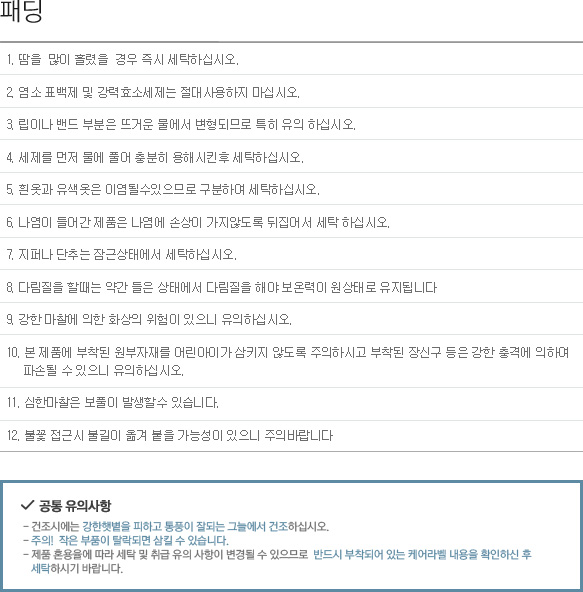 패딩
1. 땀을 많이 흘렸을 경우 즉시 세탁하십시오.
2. 염소 표백제 및 강력효소세제는 절대사용하지 마십시오.
3. 립이나 밴드 부분은 뜨거운 물에서 변형되므로 특히 유의 하십시오.
4. 세제를 먼저 물에 풀어 충분히 용해시킨후 세탁하십시오.
5. 흰옷과 유색옷은 이염될수있으므로 구분하여 세탁하십시오.
6. 나염이 들어간 제품은 나염에 손상이 가지않도록 뒤집어서 세탁 하십시오.
7. 지퍼나 단추는 잠근상태에서 세탁하십시오.
8. 다림질을 할때는 약간 들은 상태에서 다림질을 해야 보온력이 원상태로 유지됩니다
9. 강한 마찰에 의한 화상의 위험이 있으니 유의하십시오.
10. 본 제품에 부착된 원부자재를 어린아이가 삼키지 않도록 주의하시고 부착된 장신구 등은 강한 충격에 의하여
파손될 수 있으니 유의하십시오.
11. 심한마찰은 보풀이 발생할수 있습니다.
12. 불꽃 접근시 불길이 옮겨 붙을 가능성이 있으니 주의바랍니다
✓ 공통 유의사항
- 건조시에는 강한햇볕을 피하고 통풍이 잘되는 그늘에서 건조하십시오.
- 주의! 작은 부품이 탈락되면 삼킬 수 있습니다.
- 제품 혼용율에 따라 세탁 및 취급 유의 사항이 변경될 수 있으므로 반드시 부착되어 있는 케어라벨 내용을 확인하신 후
세탁하시기 바랍니다.